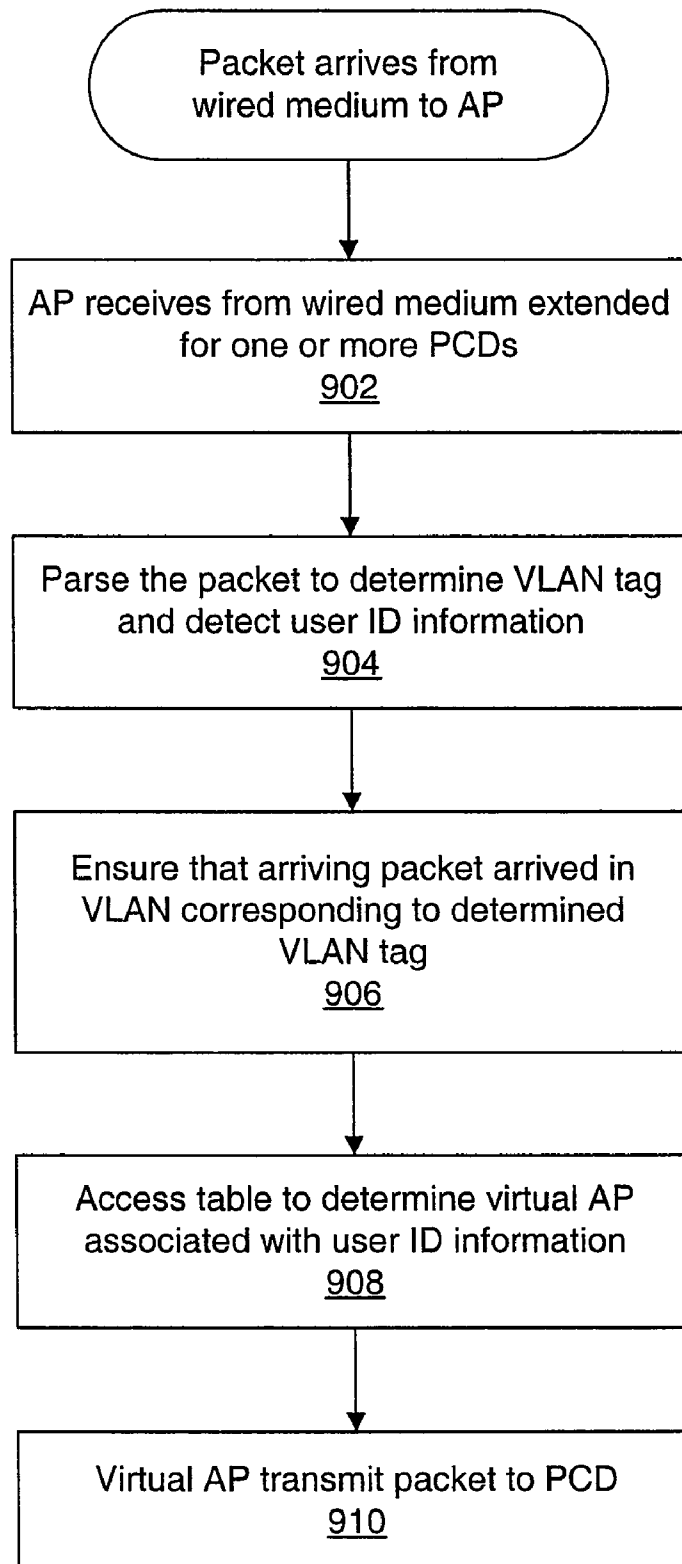 Packet arrives from
wired medium to AP
AP receives from wired medium extended
for one or more PCDs
902
Parse the packet to determine VLAN tag
and detect user ID information
904
Ensure that arriving packet arrived in
VLAN corresponding to determined
VLAN tag
906
Access table to determine virtual AP
associated with user ID information
908
Virtual AP transmit packet to PCD
910